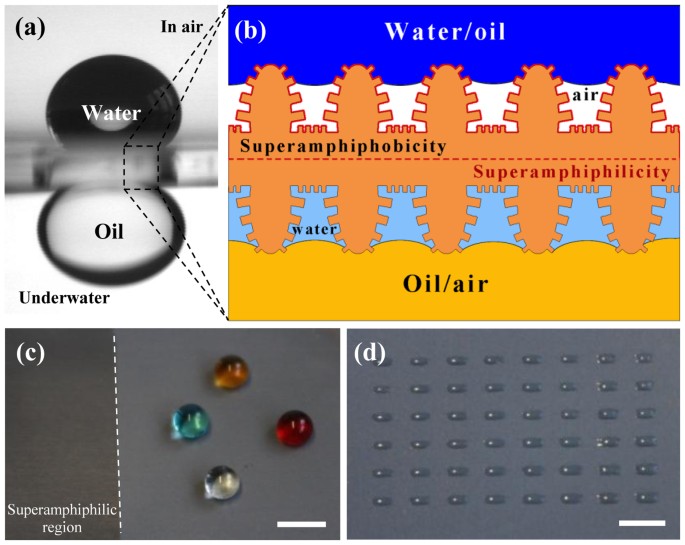 (a)
In air
Water
Oil
Underwater
(b)
Water/oil
air
Superamphiphobicity
Superamphiphilicity
water
Oil/air
(c)
Superamphiphilic
region
(d)